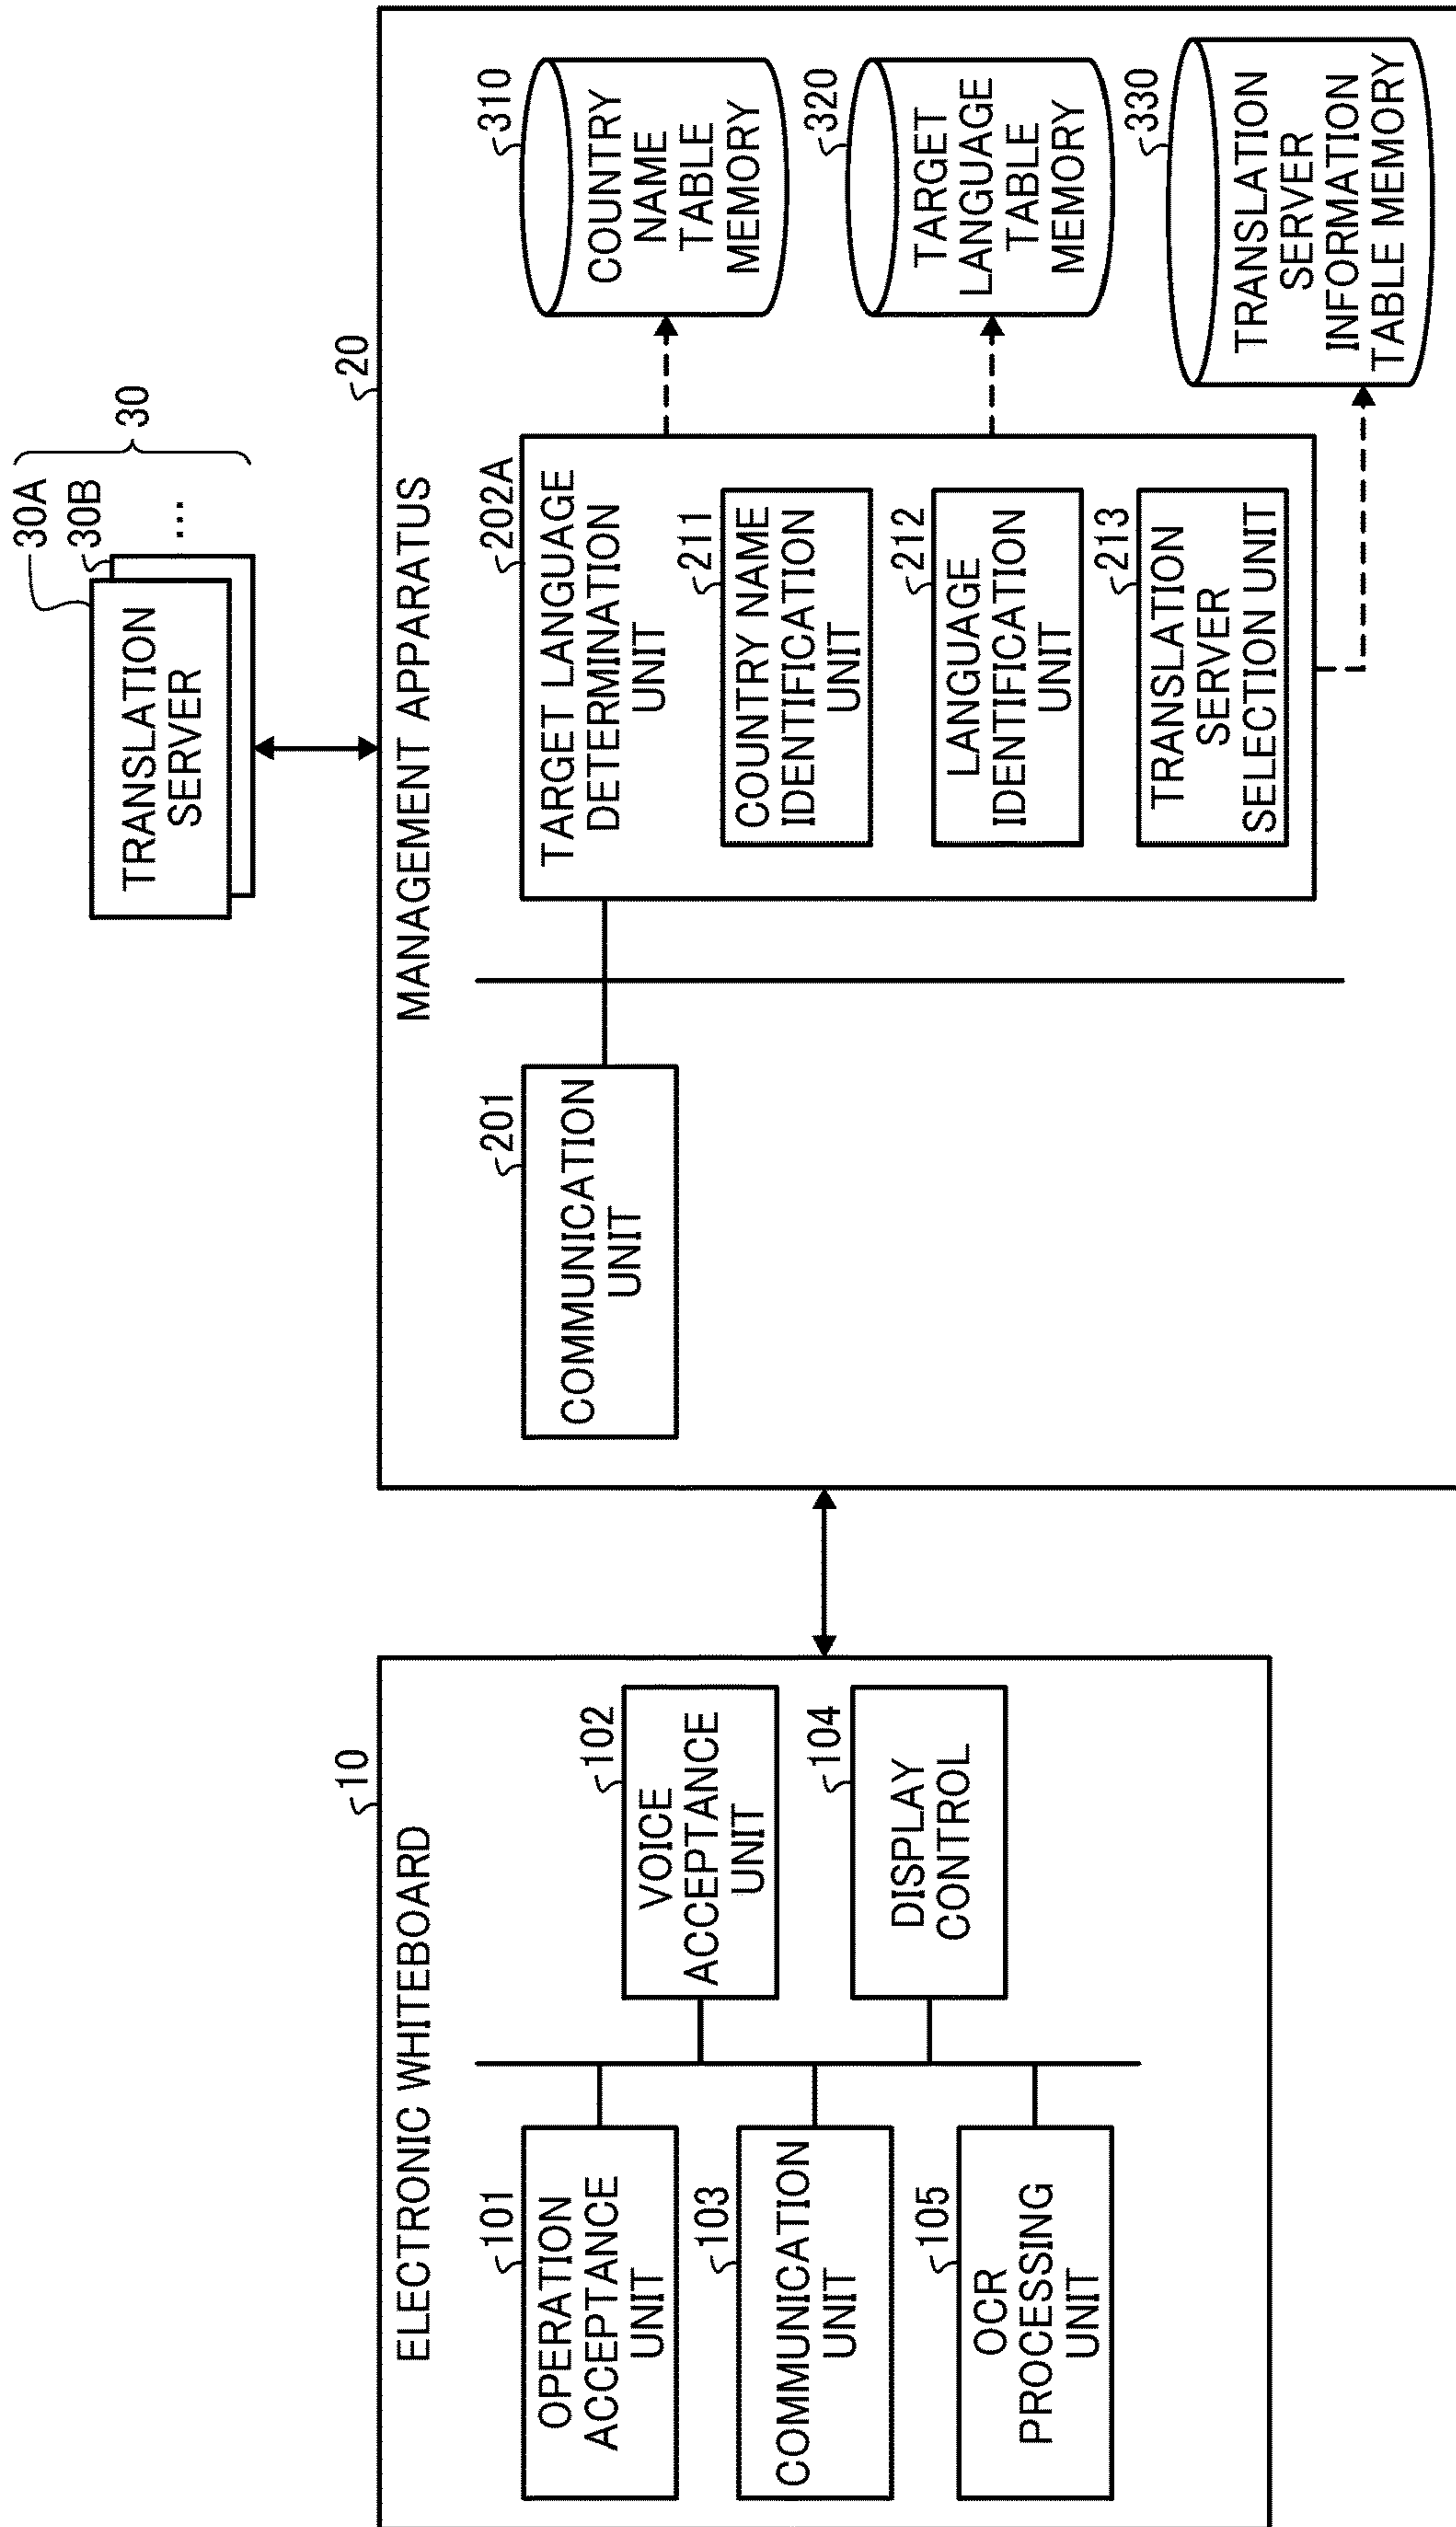 10
ELECTRONIC WHITEBOARD
101
OPERATION
ACCEPTANCE
UNIT
102
VOICE
ACCEPTANCE
UNIT
103
COMMUNICATION
UNIT
104
DISPLAY
CONTROL
105
OCR
PROCESSING
UNIT
30A
30B
...
30
TRANSLATION
SERVER
20
MANAGEMENT APPARATUS
201
COMMUNICATION
UNIT
202A
TARGET LANGUAGE
DETERMINATION
UNIT
211
COUNTRY NAME
IDENTIFICATION
UNIT
212
LANGUAGE
IDENTIFICATION
UNIT
213
TRANSLATION
SERVER
SELECTION UNIT
310
COUNTRY
NAME
TABLE
MEMORY
320
TARGET
LANGUAGE
TABLE
MEMORY
330
TRANSLATION
SERVER
INFORMATION
TABLE MEMORY